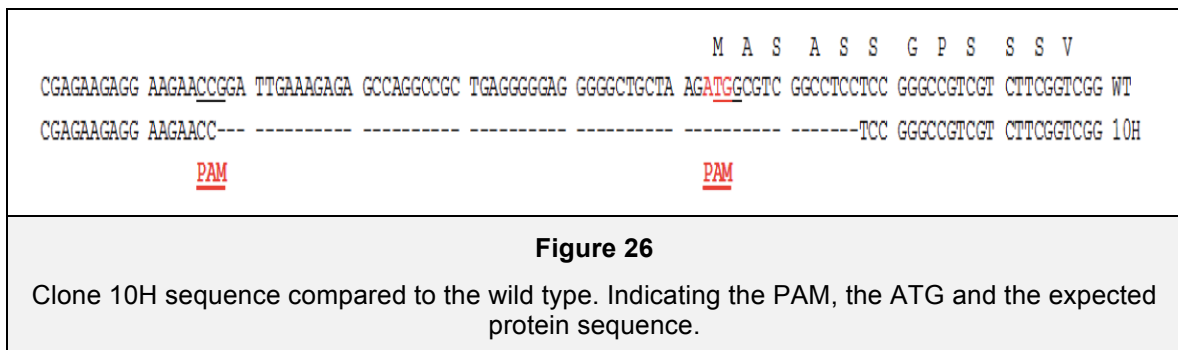 M A S A S S G P S S S V
CGAGAAGAGG AAGAACCGGA TTGAAAGAGA GCCAGGCCGC TGAGGGGGAG GGGGCTGCTAA AGATGGCGTC GGCCTCCTCC GGGCCGTCGT CTTCGGTCGG WT
CGAGAAGAGG AAGAACC--- ---------- ---------- ---------- ---------- ---------- -------TCC GGGCCGTCGT CTTCGGTCGG 10H
PAM PAM
Figure 26
Clone 10H sequence compared to the wild type. Indicating the PAM, the ATG and the expected
protein sequence.